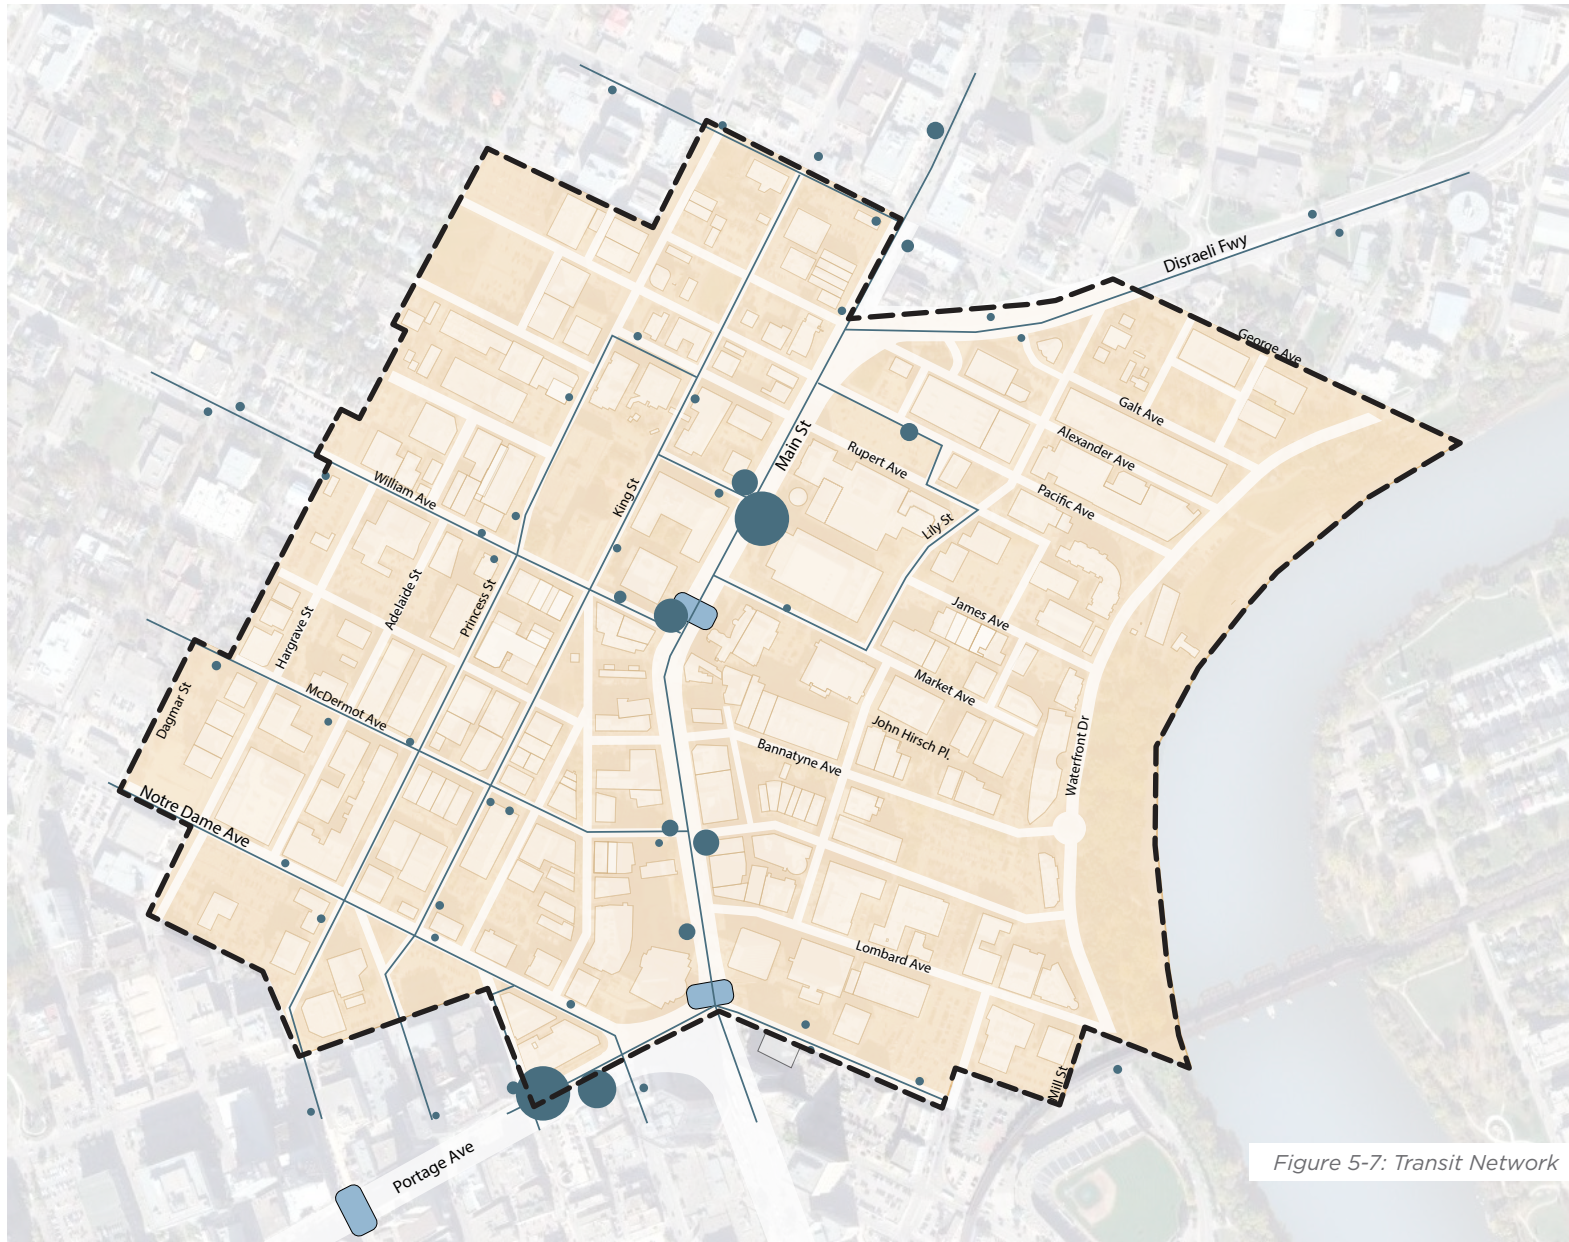 Disraeli Fwy
George Ave
Galt Ave
Alexander Ave
Main St
Rupert Ave
Pacific Ave
William Ave
King St
Lily St
Adelaide St
Princess St
James Ave
Hargrave St
Market Ave
Dagmar St
McDermot Ave
John Hirsch Pl.
Bannatyne Ave
Waterfront Dr
Notre Dame Ave
Lombard Ave
Mill St
Portage Ave
Figure 5-7: Transit Network